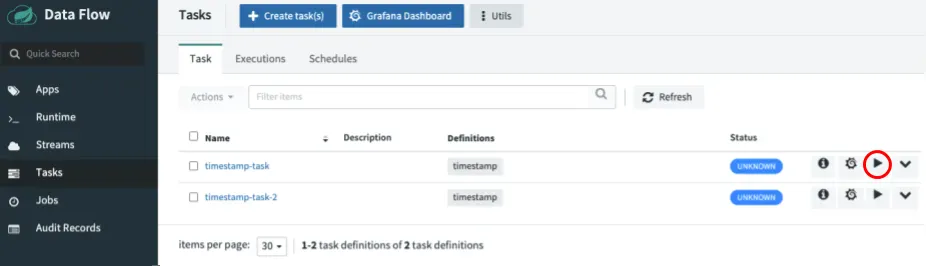 Data Flow
Quick Search
Apps
Runtime
Streams
Tasks
Jobs
Audit Records
Tasks
Create task(s)
Grafana Dashboard
Utils
Task Executions Schedules
Actions
Filter items
Refresh
Name Description Definitions Status
timestamp-task timestamp UNKNOWN
timestamp-task-2 timestamp UNKNOWN
items per page: 30 1-2 task definitions of 2 task definitions